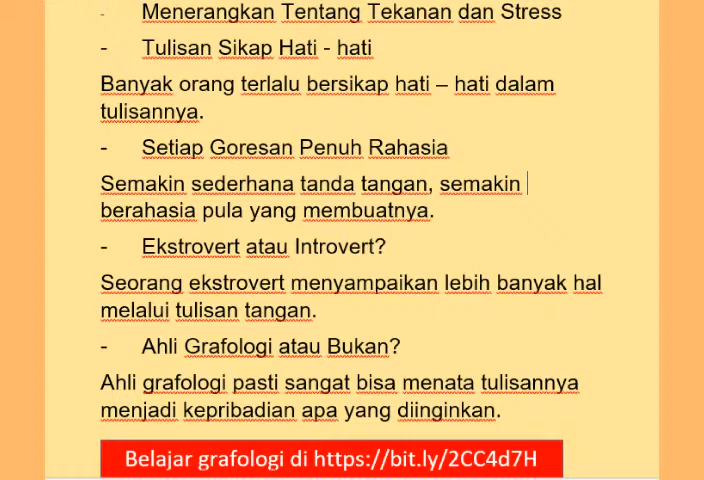 - Menerangkan Tentang Tekanan dan Stress
- Tulisan Sikap Hati - hati
Banyak orang terlalu bersikap hati – hati dalam
tulisannya.
- Setiap Goresan Penuh Rahasia
Semakin sederhana tanda tangan, semakin
berahasia pula yang membuatnya.
- Ekstrovert atau Introvert?
Seorang ekstrovert menyampaikan lebih banyak hal
melalui tulisan tangan.
- Ahli Grafologi atau Bukan?
Ahli grafologi pasti sangat bisa menata tulisannya
menjadi kepribadian apa yang diinginkan.
Belajar grafologi di https://bit.ly/2CC4d7H